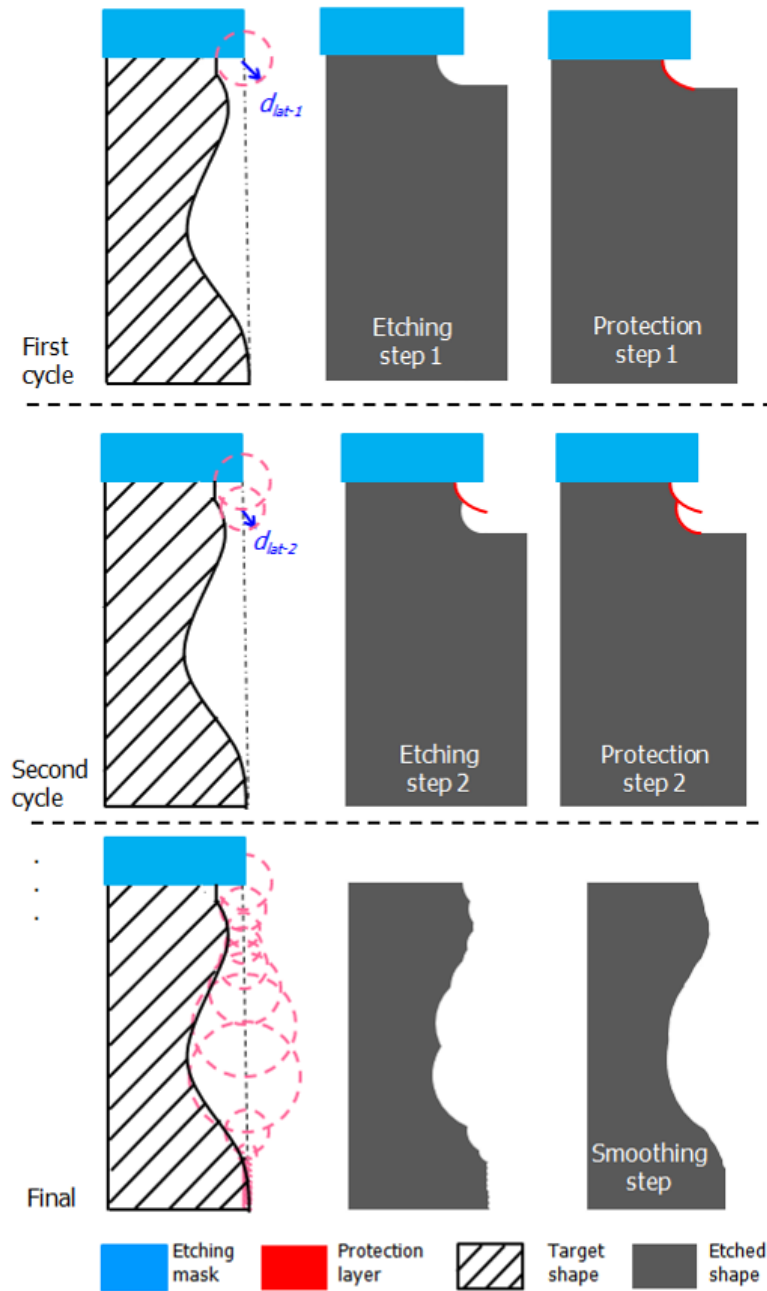 d_lat-1
Etching
step 1
Protection
step 1
First
cycle
d_lat-2
Etching
step 2
Protection
step 2
Second
cycle
.
.
.
Smoothing
step
Final
Etching
mask
Protection
layer
Target
shape
Etched
shape